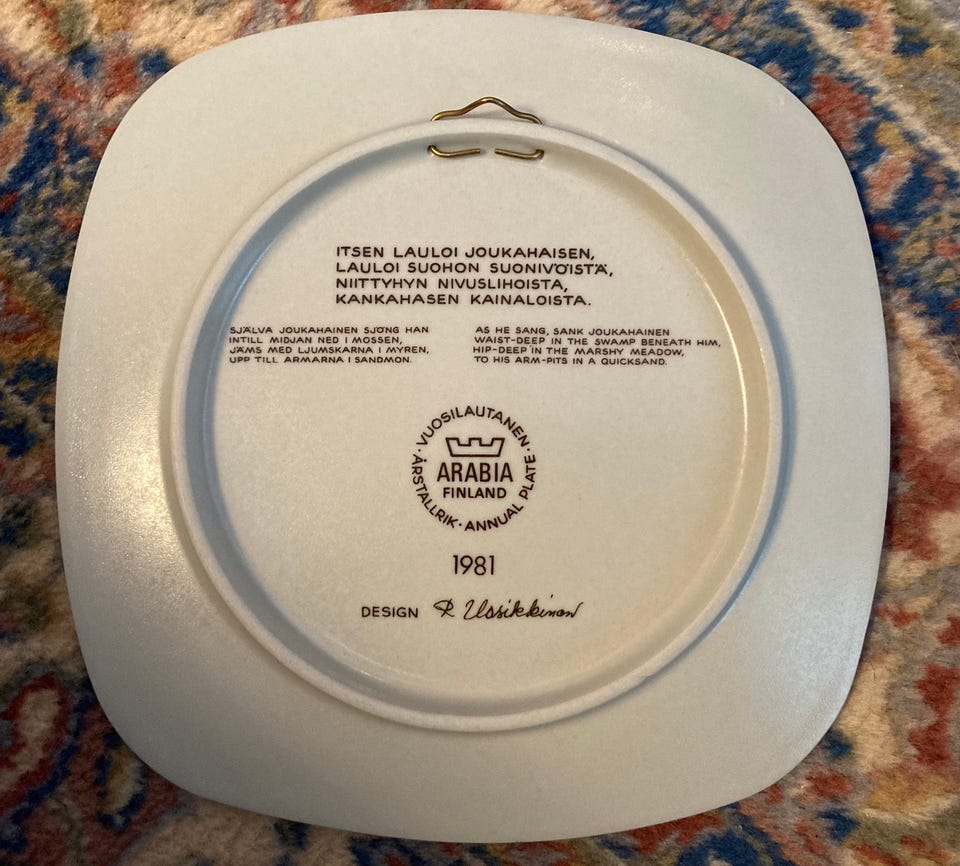 ITSEN LAULOI JOUKAHAISEN,
LAULOI SUOHON SUONIVÖISTÄ,
NIITTYHYN NIVUSLIHOISTA,
KANKAHASEN KAINALOISTA.
SJÄLVA JOUKAHAINEN SJÖNG HAN
INTILL MIDJAN NED I MOSSEN,
JÄMS MED LJUMSKARNA I MYREN,
UPP TILL ARMARNA I SANDMON.
AS HE SANG, SANK JOUKAHAINEN
WAIST-DEEP IN THE SWAMP BENEATH HIM,
HIP-DEEP IN THE MARSHY MEADOW,
TO HIS ARM-PITS IN A QUICKSAND.
· VUOSILAUTANEN · ANNUAL PLATE · ÅRSTALLRIK
ARABIA
FINLAND
1981
DESIGN R Uosikkinen